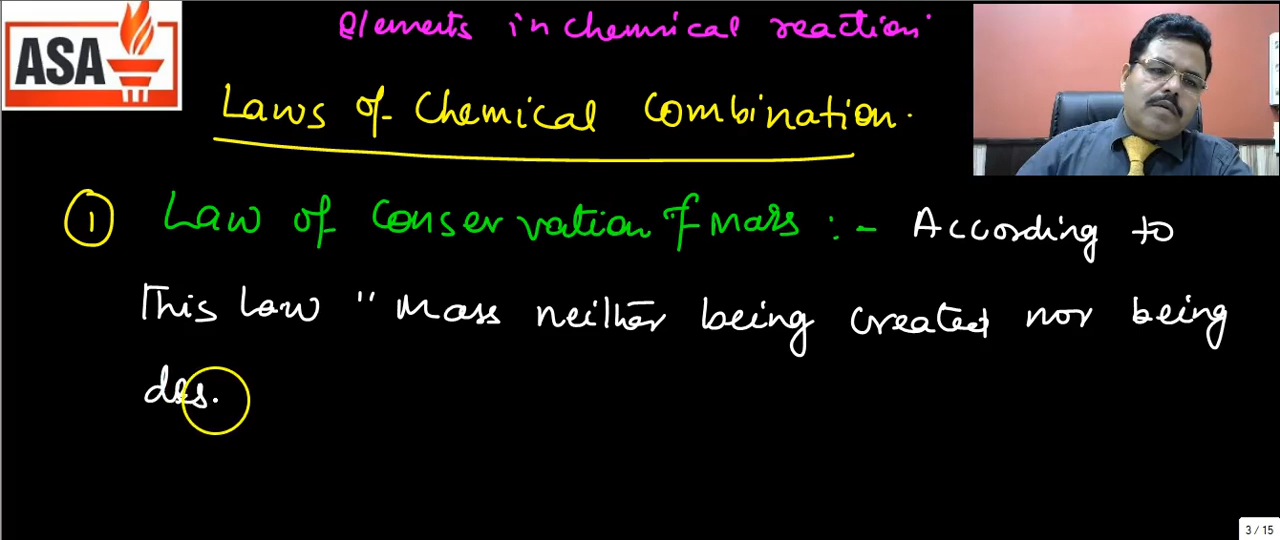 ASA
Elements in chemical reaction
Laws of Chemical Combination.
1 Law of conservation of mass :- According to
This law " Mass neither being created nor being
des.
3 / 15